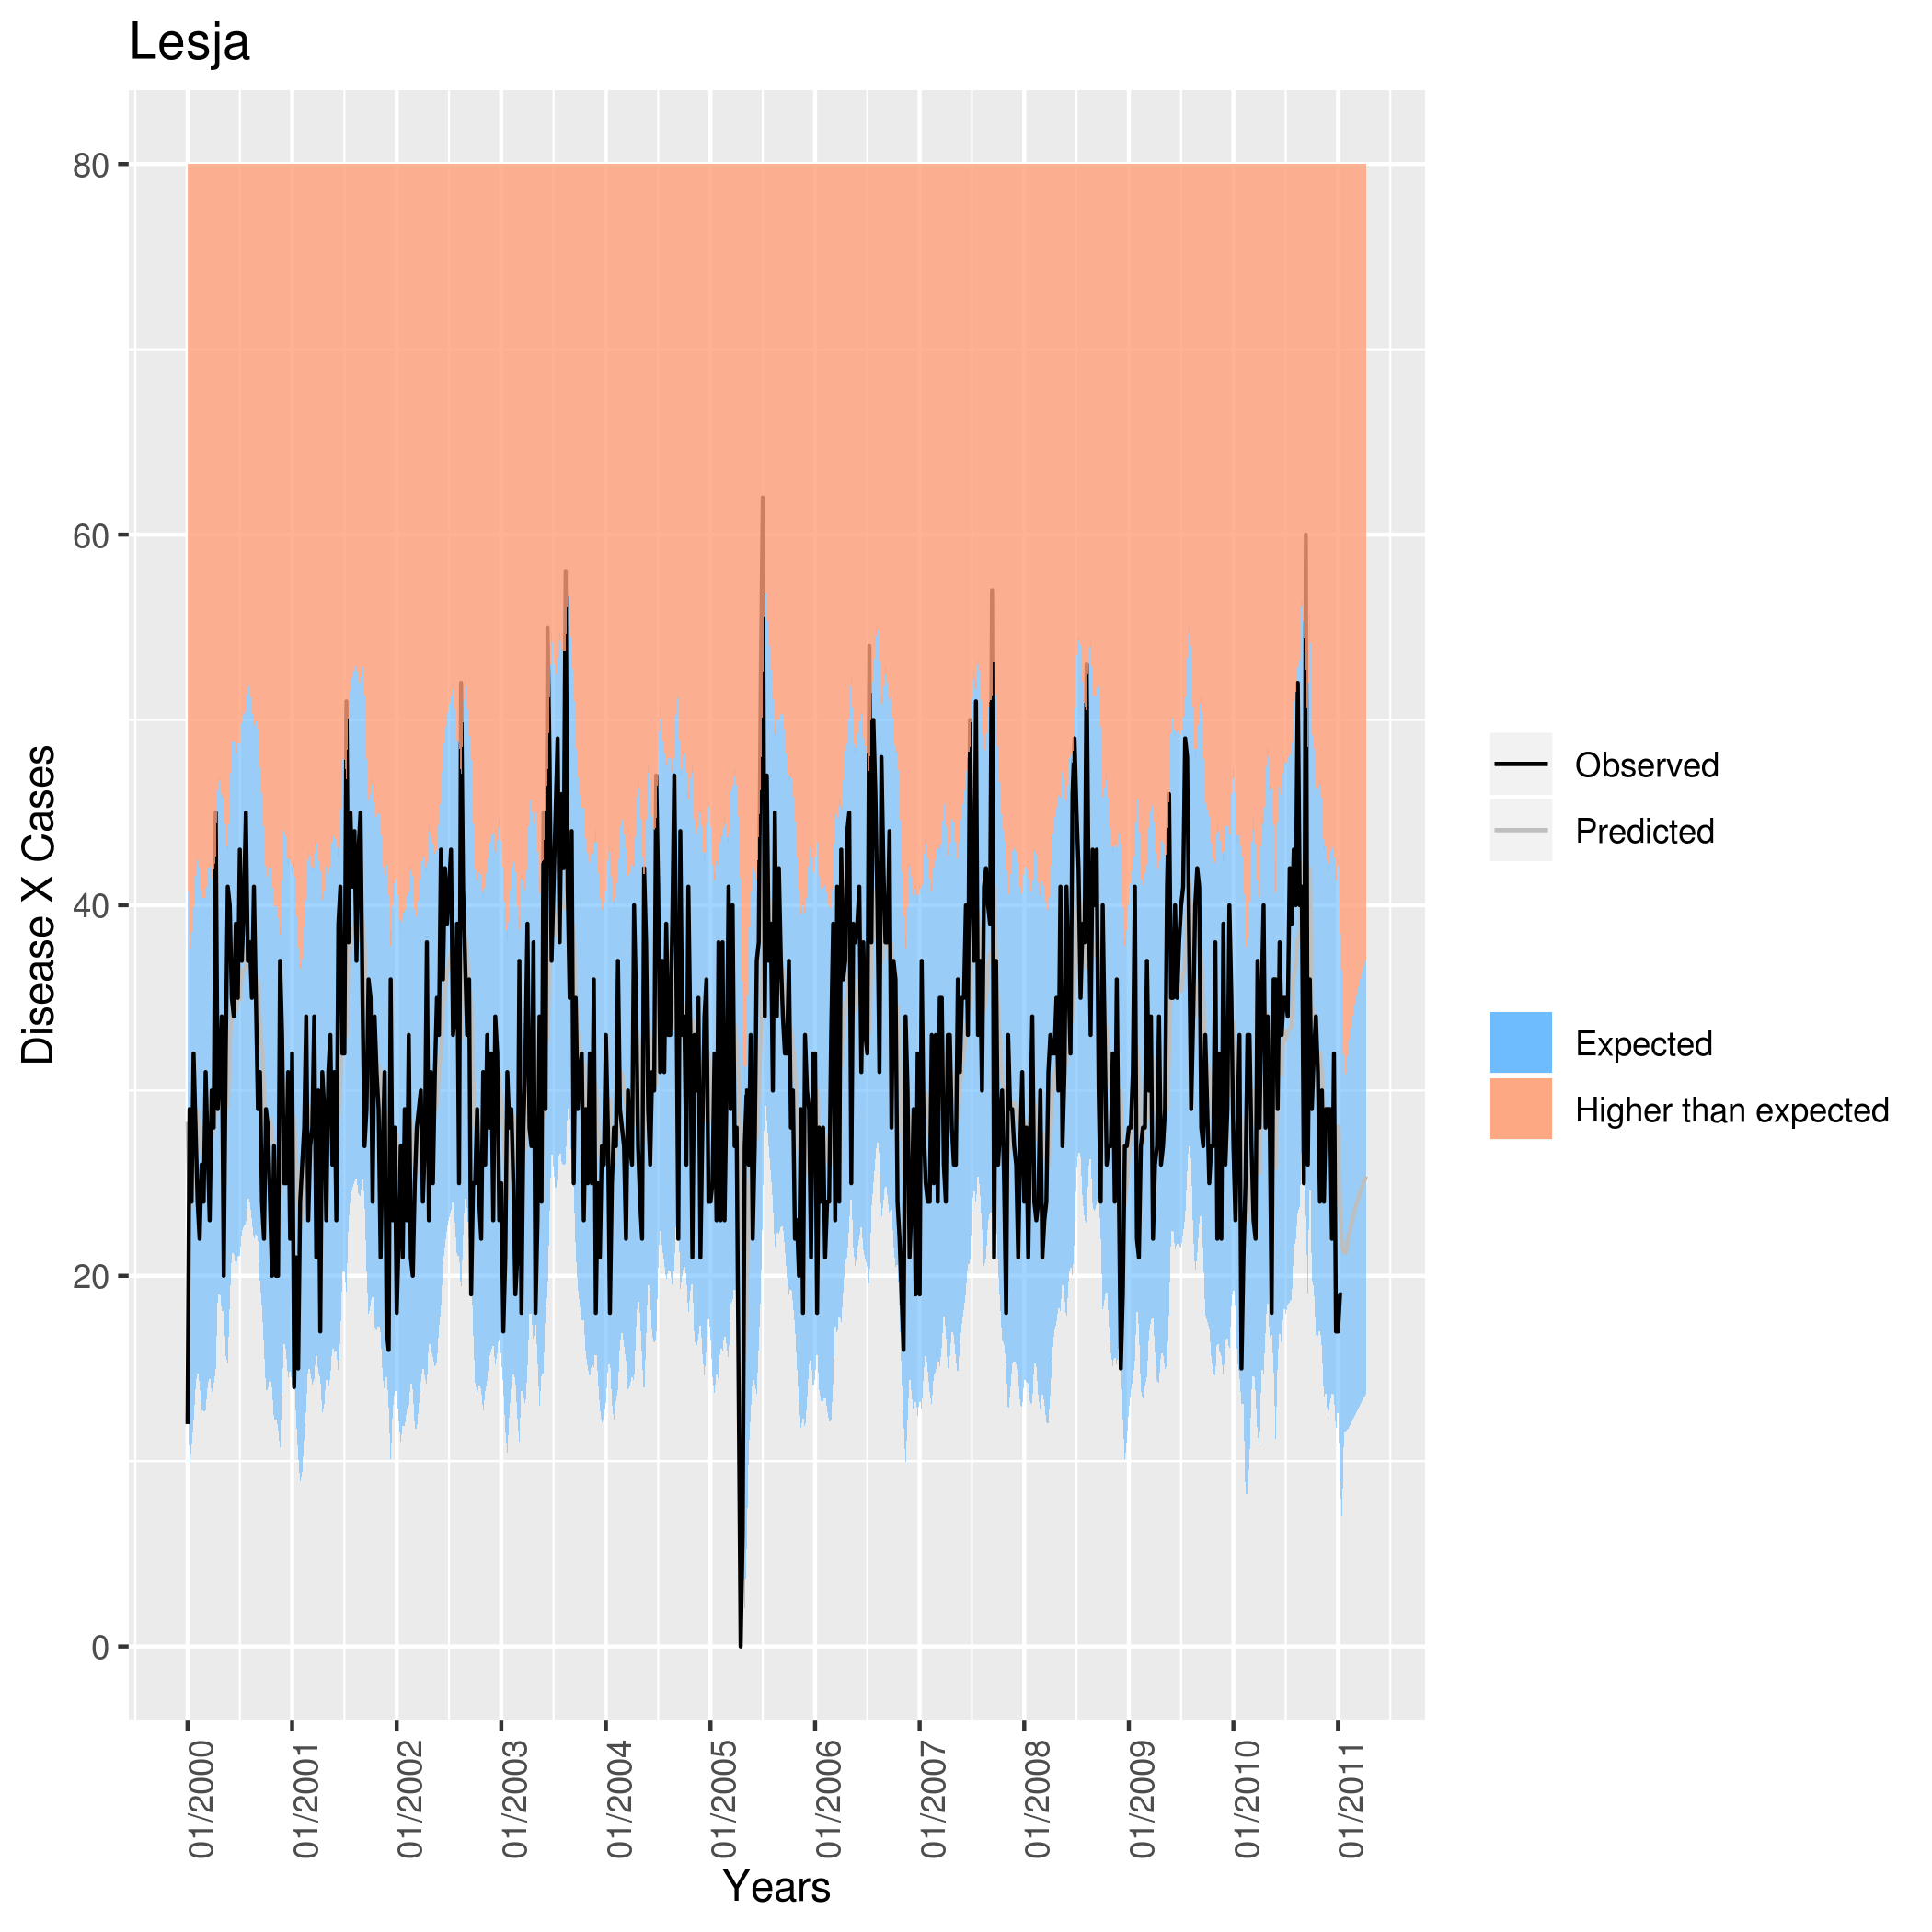 Lesja
Disease X Cases
80
60
40
20
0
01/2000
01/2001
01/2002
01/2003
01/2004
01/2005
01/2006
01/2007
01/2008
01/2009
01/2010
01/2011
Years
Observed
Predicted
Expected
Higher than expected